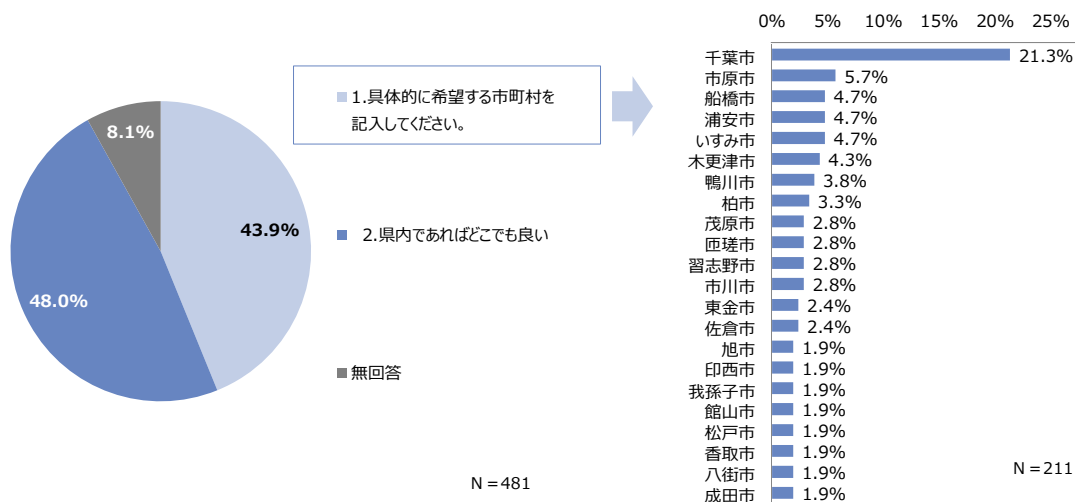 8.1%
43.9%
48.0%
1.具体的に希望する市町村を
記入してください。
2.県内であればどこでも良い
無回答
N＝481
0% 5% 10% 15% 20% 25%
千葉市 21.3%
市原市 5.7%
船橋市 4.7%
浦安市 4.7%
いすみ市 4.7%
木更津市 4.3%
鴨川市 3.8%
柏市 3.3%
茂原市 2.8%
匝瑳市 2.8%
習志野市 2.8%
市川市 2.8%
東金市 2.4%
佐倉市 2.4%
旭市 1.9%
印西市 1.9%
我孫子市 1.9%
館山市 1.9%
松戸市 1.9%
香取市 1.9%
八街市 1.9%
成田市 1.9%
N＝211